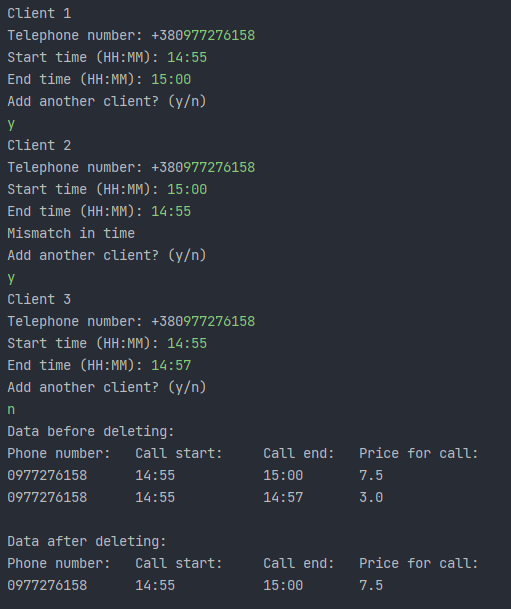 Client 1
Telephone number: +380977276158
Start time (HH:MM): 14:55
End time (HH:MM): 15:00
Add another client? (y/n)
y
Client 2
Telephone number: +380977276158
Start time (HH:MM): 15:00
End time (HH:MM): 14:55
Mismatch in time
Add another client? (y/n)
y
Client 3
Telephone number: +380977276158
Start time (HH:MM): 14:55
End time (HH:MM): 14:57
Add another client? (y/n)
n
Data before deleting:
Phone number:   Call start:     Call end:   Price for call:
0977276158      14:55           15:00       7.5
0977276158      14:55           14:57       3.0

Data after deleting:
Phone number:   Call start:     Call end:   Price for call:
0977276158      14:55           15:00       7.5